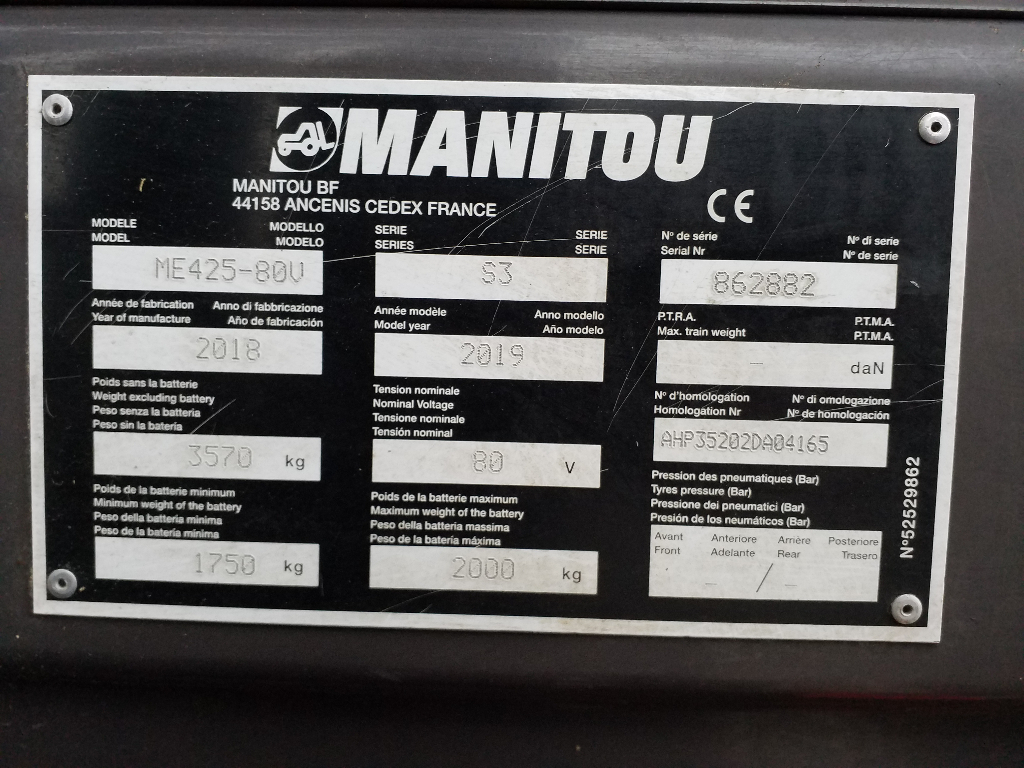 MANITOU
MANITOU BF
44158 ANCENIS CEDEX FRANCE
CE
MODELE MODELLO
MODEL MODELO
ME425-80V
SERIE SERIE
SERIES SERIE
S3
N° de série N° di serie
Serial Nr N° de serie
862882
Année de fabrication Anno di fabbricazione
Year of manufacture Año de fabricación
2018
Année modèle Anno modello
Model year Año modelo
2019
P.T.R.A. P.T.M.A.
Max. train weight P.T.M.A.
– daN
Poids sans la batterie
Weight excluding battery
Peso senza la batteria
Peso sin la batería
3570 kg
Tension nominale
Nominal Voltage
Tensione nominale
Tensión nominal
80 V
N° d'homologation N° di omologazione
Homologation Nr N° de homologación
AHP35202DA04165
Poids de la batterie minimum
Minimum weight of the battery
Peso della batteria minima
Peso de la batería mínima
1750 kg
Poids de la batterie maximum
Maximum weight of the battery
Peso della batteria massima
Peso de la batería máxima
2000 kg
Pression des pneumatiques (Bar)
Tyres pressure (Bar)
Pressione dei pneumatici (Bar)
Presión de los neumáticos (Bar)
Avant Anteriore Arrière Posteriore
Front Adelante Rear Trasero
– / –
N°52529862